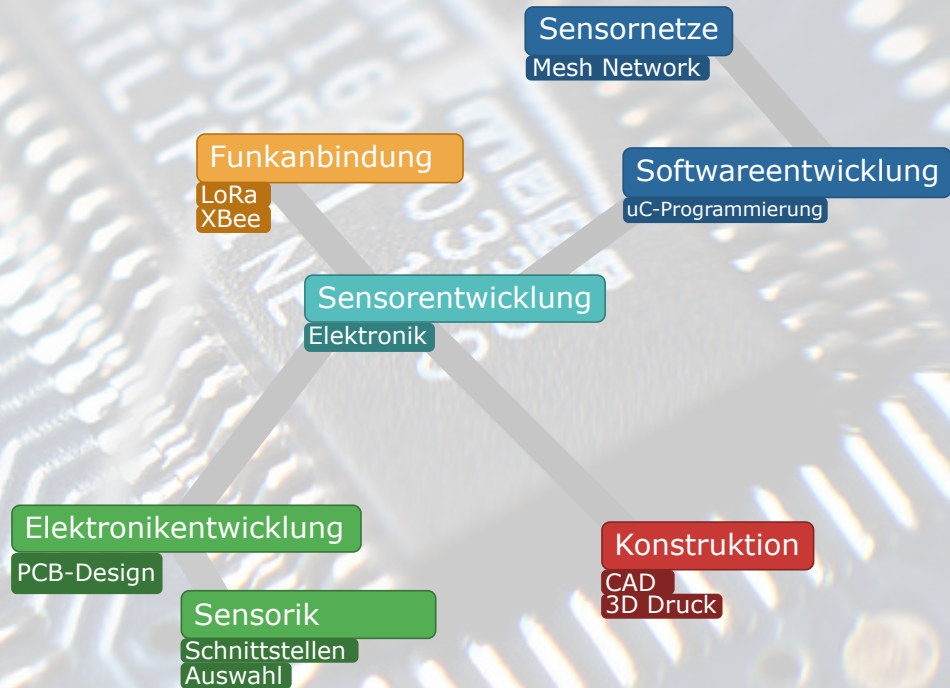 Sensornetze
Mesh Network
Funkanbindung
LoRa
XBee
Softwareentwicklung
uC-Programmierung
Sensorentwicklung
Elektronik
Elektronikentwicklung
PCB-Design
Konstruktion
CAD
3D Druck
Sensorik
Schnittstellen
Auswahl